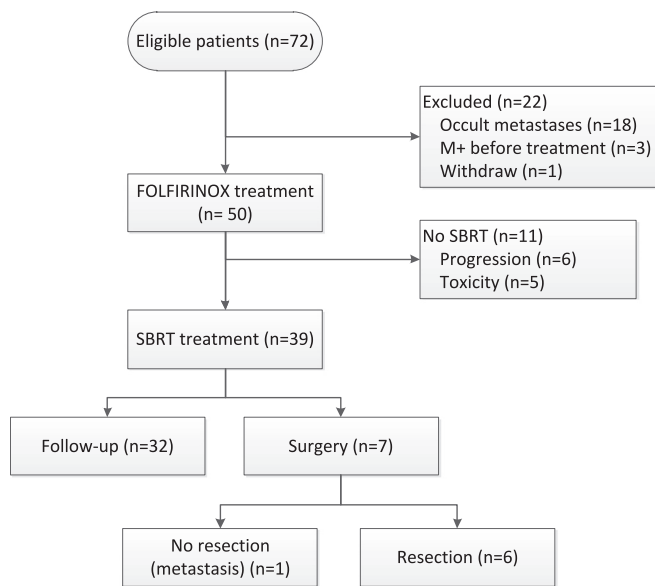 Eligible patients (n=72)
Excluded (n=22)
Occult metastases (n=18)
M+ before treatment (n=3)
Withdraw (n=1)
FOLFIRINOX treatment
(n= 50)
No SBRT (n=11)
Progression (n=6)
Toxicity (n=5)
SBRT treatment (n=39)
Follow-up (n=32)
Surgery (n=7)
No resection
(metastasis) (n=1)
Resection (n=6)